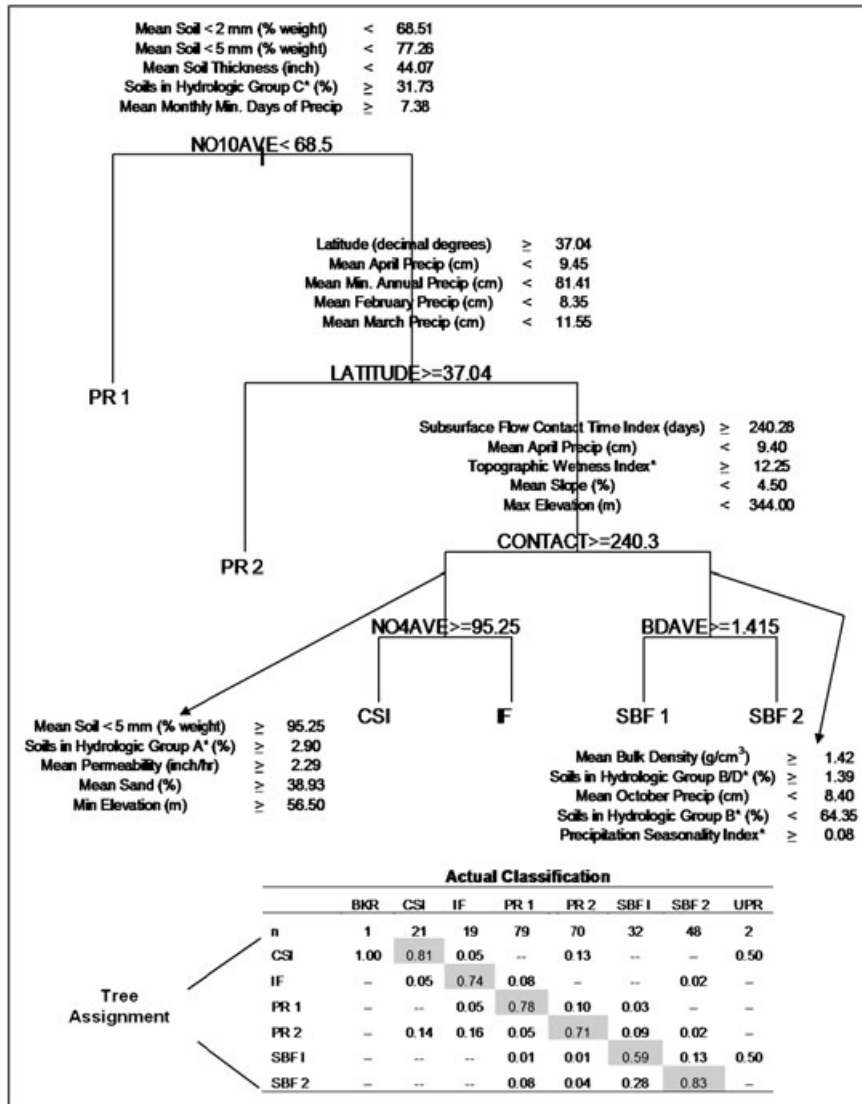 Mean Soil < 2 mm (% weight) < 68.51
Mean Soil < 5 mm (% weight) < 77.26
Mean Soil Thickness (inch) < 44.07
Soils in Hydrologic Group C* (%) ≥ 31.73
Mean Monthly Min. Days of Precip ≥ 7.38
NO10AVE< 68.5
Latitude (decimal degrees) ≥ 37.04
Mean April Precip (cm) < 9.45
Mean Min. Annual Precip (cm) < 81.41
Mean February Precip (cm) < 8.35
Mean March Precip (cm) < 11.55
LATITUDE>=37.04
PR 1
Subsurface Flow Contact Time Index (days) ≥ 240.28
Mean April Precip (cm) < 9.40
Topographic Wetness Index* ≥ 12.25
Mean Slope (%) < 4.50
Max Elevation (m) < 344.00
CONTACT>=240.3
PR 2
NO4AVE>=95.25 BDAVE>=1.415
CSI IF SBF 1 SBF 2
Mean Soil < 5 mm (% weight) ≥ 95.25
Soils in Hydrologic Group A* (%) ≥ 2.90
Mean Permeability (inch/hr) ≥ 2.29
Mean Sand (%) ≥ 38.93
Min Elevation (m) ≥ 56.50
Mean Bulk Density (g/cm³) ≥ 1.42
Soils in Hydrologic Group B/D* (%) ≥ 1.39
Mean October Precip (cm) < 8.40
Soils in Hydrologic Group B* (%) < 64.35
Precipitation Seasonality Index* ≥ 0.08
Actual Classification
BKR CSI IF PR 1 PR 2 SBF I SBF 2 UPR
n 1 21 19 79 70 32 48 2
CSI 1.00 0.81 0.05 -- 0.13 -- -- 0.50
IF -- 0.05 0.74 0.08 -- -- 0.02 --
PR 1 -- -- 0.05 0.78 0.10 0.03 -- --
PR 2 -- 0.14 0.16 0.05 0.71 0.09 0.02 --
SBF I -- -- -- 0.01 0.01 0.59 0.13 0.50
SBF 2 -- -- -- 0.08 0.04 0.28 0.83 --
Tree
Assignment